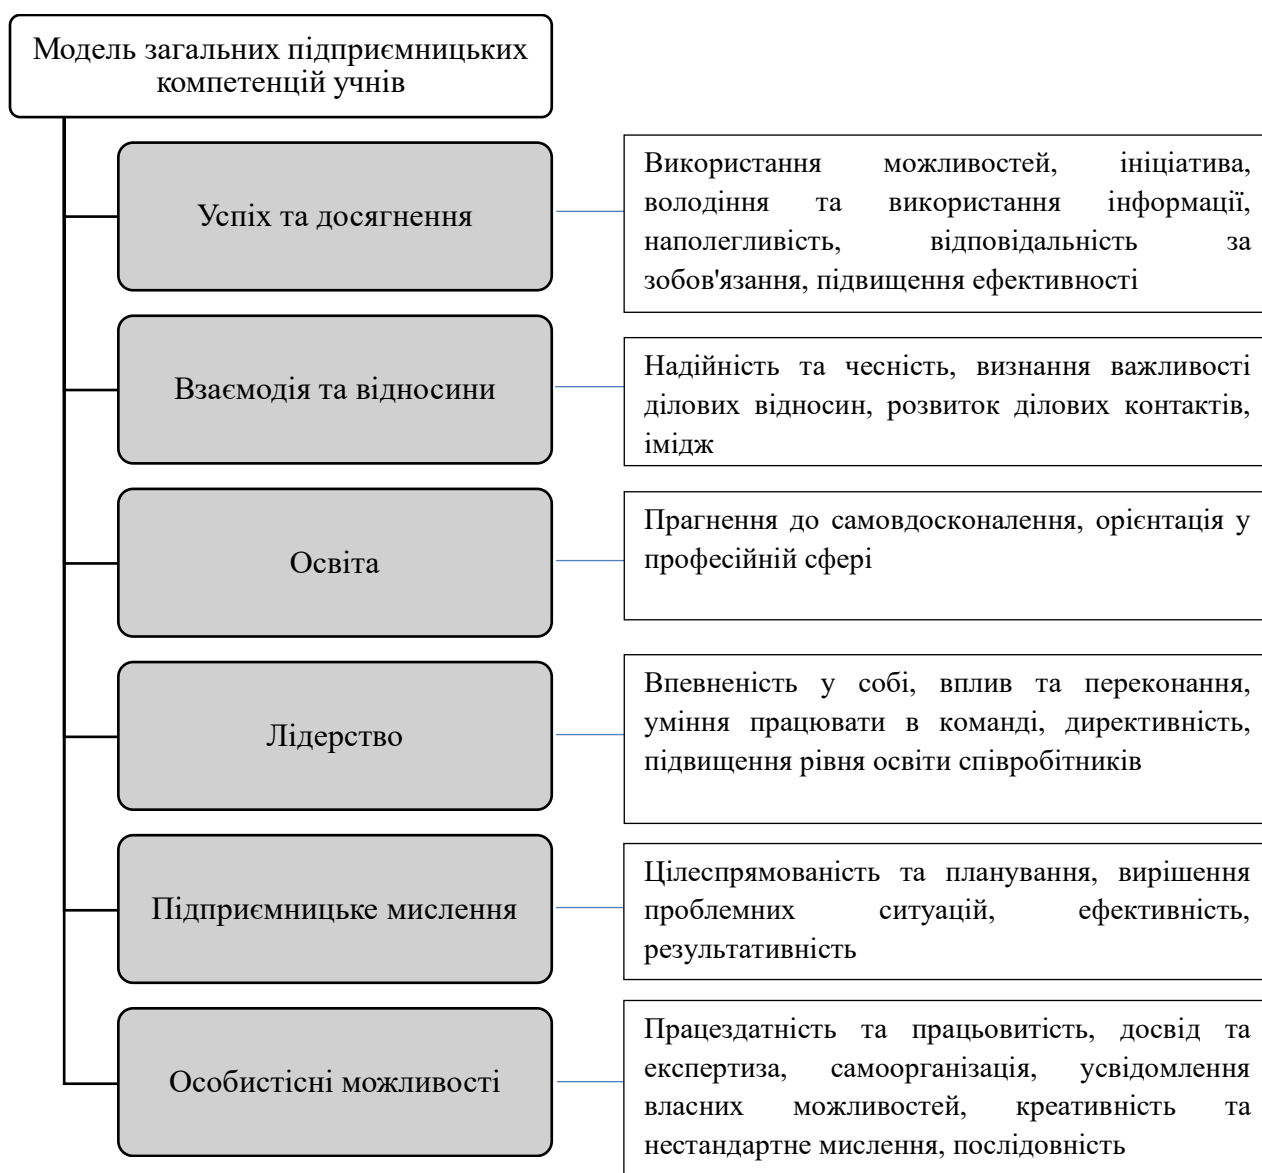 Модель загальних підприємницьких
компетенцій учнів
Успіх та досягнення
Використання можливостей, ініціатива,
володіння та використання інформації,
наполегливість, відповідальність за
зобов'язання, підвищення ефективності
Взаємодія та відносини
Надійність та чесність, визнання важливості
ділових відносин, розвиток ділових контактів,
імідж
Освіта
Прагнення до самовдосконалення, орієнтація у
професійній сфері
Лідерство
Впевненість у собі, вплив та переконання,
уміння працювати в команді, директивність,
підвищення рівня освіти співробітників
Підприємницьке мислення
Цілеспрямованість та планування, вирішення
проблемних ситуацій, ефективність,
результативність
Особистісні можливості
Працездатність та працьовитість, досвід та
експертиза, самоорганізація, усвідомлення
власних можливостей, креативність та
нестандартне мислення, послідовність